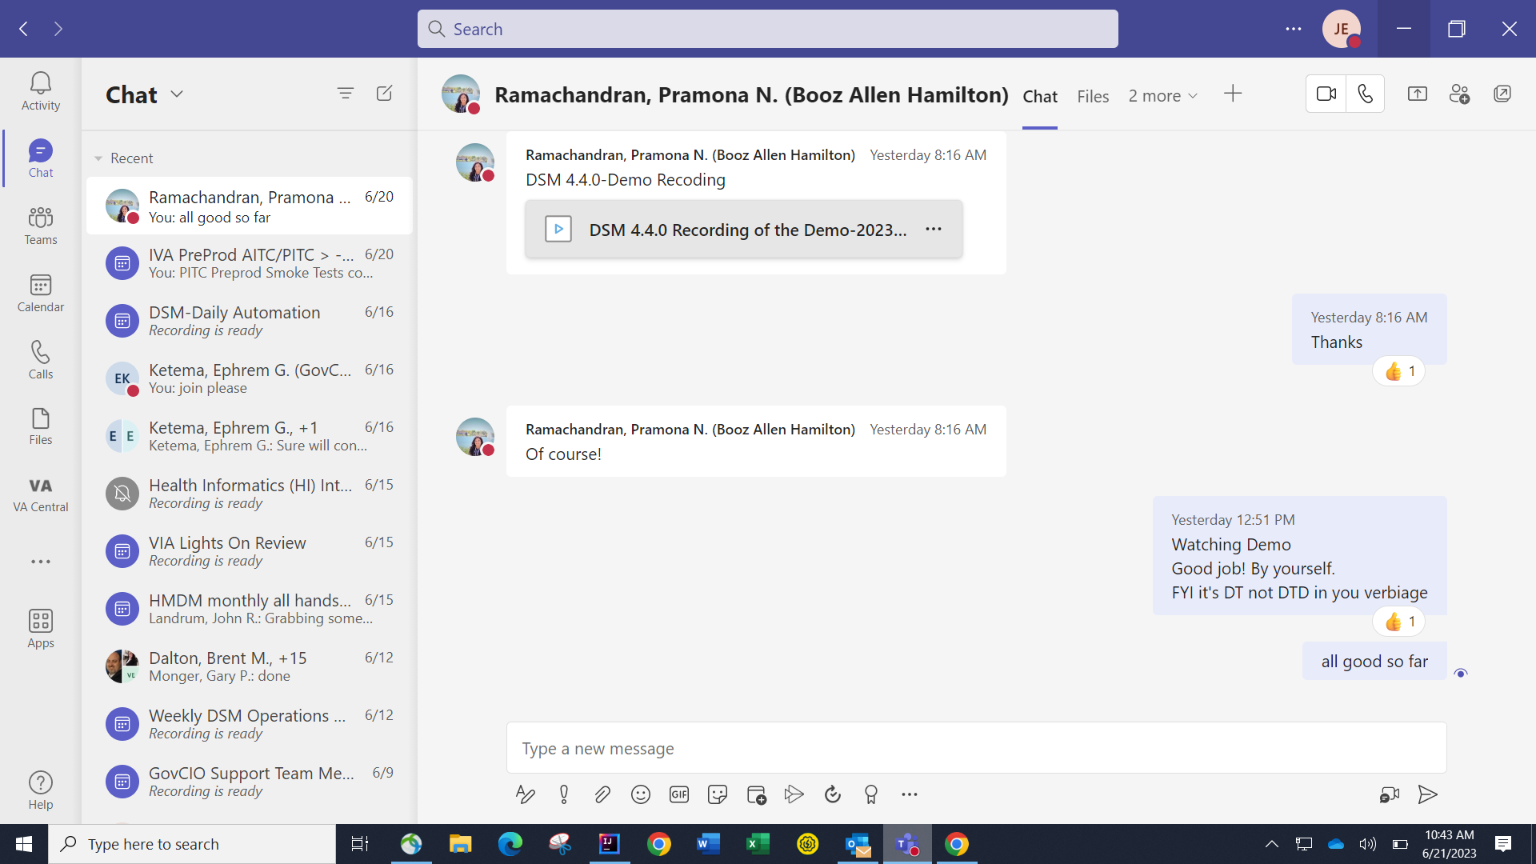 Search
JE
Activity
Chat
Teams
Calendar
Calls
Files
VA
VA Central
Apps
Help
Chat
Recent
Ramachandran, Pramona ... 6/20
You: all good so far
IVA PreProd AITC/PITC > -... 6/20
You: PITC Preprod Smoke Tests co...
DSM-Daily Automation 6/16
Recording is ready
EK
Ketema, Ephrem G. (GovC... 6/16
You: join please
E E
Ketema, Ephrem G., +1 6/16
Ketema, Ephrem G.: Sure will con...
Health Informatics (HI) Int... 6/15
Recording is ready
VIA Lights On Review 6/15
Recording is ready
HMDM monthly all hands... 6/15
Landrum, John R.: Grabbing some...
VE
Dalton, Brent M., +15 6/12
Monger, Gary P.: done
Weekly DSM Operations ... 6/12
Recording is ready
GovCIO Support Team Me... 6/9
Recording is ready
Ramachandran, Pramona N. (Booz Allen Hamilton) Chat Files 2 more
Ramachandran, Pramona N. (Booz Allen Hamilton) Yesterday 8:16 AM
DSM 4.4.0-Demo Recoding
DSM 4.4.0 Recording of the Demo-2023...
Yesterday 8:16 AM
Thanks
1
Ramachandran, Pramona N. (Booz Allen Hamilton) Yesterday 8:16 AM
Of course!
Yesterday 12:51 PM
Watching Demo
Good job! By yourself.
FYI it's DT not DTD in you verbiage
1
all good so far
Type a new message
GIF
Type here to search
10:43 AM
6/21/2023